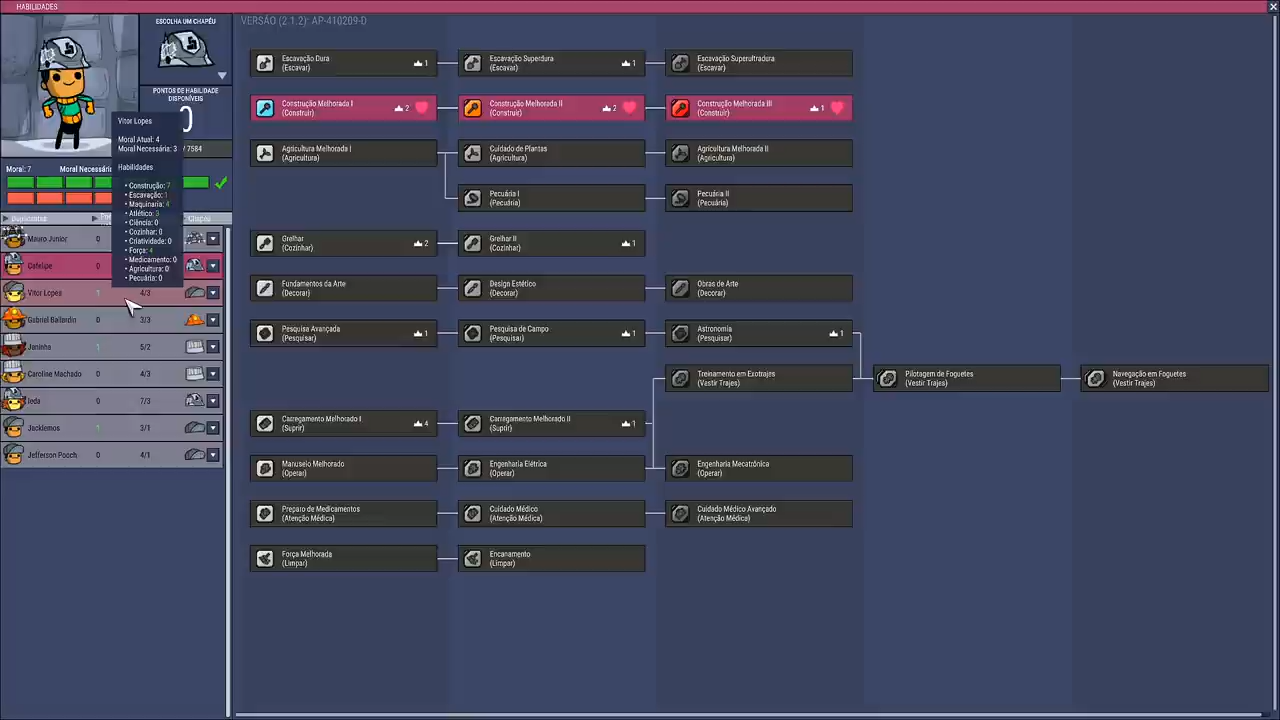 HABILIDADES
VERSÃO (2.1.2): AP-410209-D
ESCOLHA UM CHAPÉU
PONTOS DE HABILIDADE
DISPONÍVEIS
0
/ 7584
Moral: 7
Moral Necessária
Vitor Lopes
Moral Atual: 4
Moral Necessária: 3
Habilidades
• Construção: 7
• Escavação: 1
• Maquinaria: 4
• Atlético: 3
• Ciência: 0
• Cozinhar: 0
• Criatividade: 0
• Força: 4
• Medicamento: 0
• Agricultura: 0
• Pecuária: 0
Duplicantes
Chapéu
Mauro Junior 0
Cafelipe 0
Vitor Lopes 1 4/3
Gabriel Ballardin 0 3/3
Janinha 1 5/2
Caroline Machado 0 4/3
Ieda 0 7/3
Jacklemos 1 3/1
Jefferson Pooch 0 4/1
Escavação Dura
(Escavar)
1
Escavação Superdura
(Escavar)
1
Escavação Superultradura
(Escavar)
Construção Melhorada I
(Construir)
2
Construção Melhorada II
(Construir)
2
Construção Melhorada III
(Construir)
1
Agricultura Melhorada I
(Agricultura)
Cuidado de Plantas
(Agricultura)
Agricultura Melhorada II
(Agricultura)
Pecuária I
(Pecuária)
Pecuária II
(Pecuária)
Grelhar
(Cozinhar)
2
Grelhar II
(Cozinhar)
1
Fundamentos da Arte
(Decorar)
Design Estético
(Decorar)
Obras de Arte
(Decorar)
Pesquisa Avançada
(Pesquisar)
1
Pesquisa de Campo
(Pesquisar)
1
Astronomia
(Pesquisar)
1
Treinamento em Exotrajes
(Vestir Trajes)
Pilotagem de Foguetes
(Vestir Trajes)
Navegação em Foguetes
(Vestir Trajes)
Carregamento Melhorado I
(Suprir)
4
Carregamento Melhorado II
(Suprir)
1
Manuseio Melhorado
(Operar)
Engenharia Elétrica
(Operar)
Engenharia Mecatrônica
(Operar)
Preparo de Medicamentos
(Atenção Médica)
Cuidado Médico
(Atenção Médica)
Cuidado Médico Avançado
(Atenção Médica)
Força Melhorada
(Limpar)
Encanamento
(Limpar)